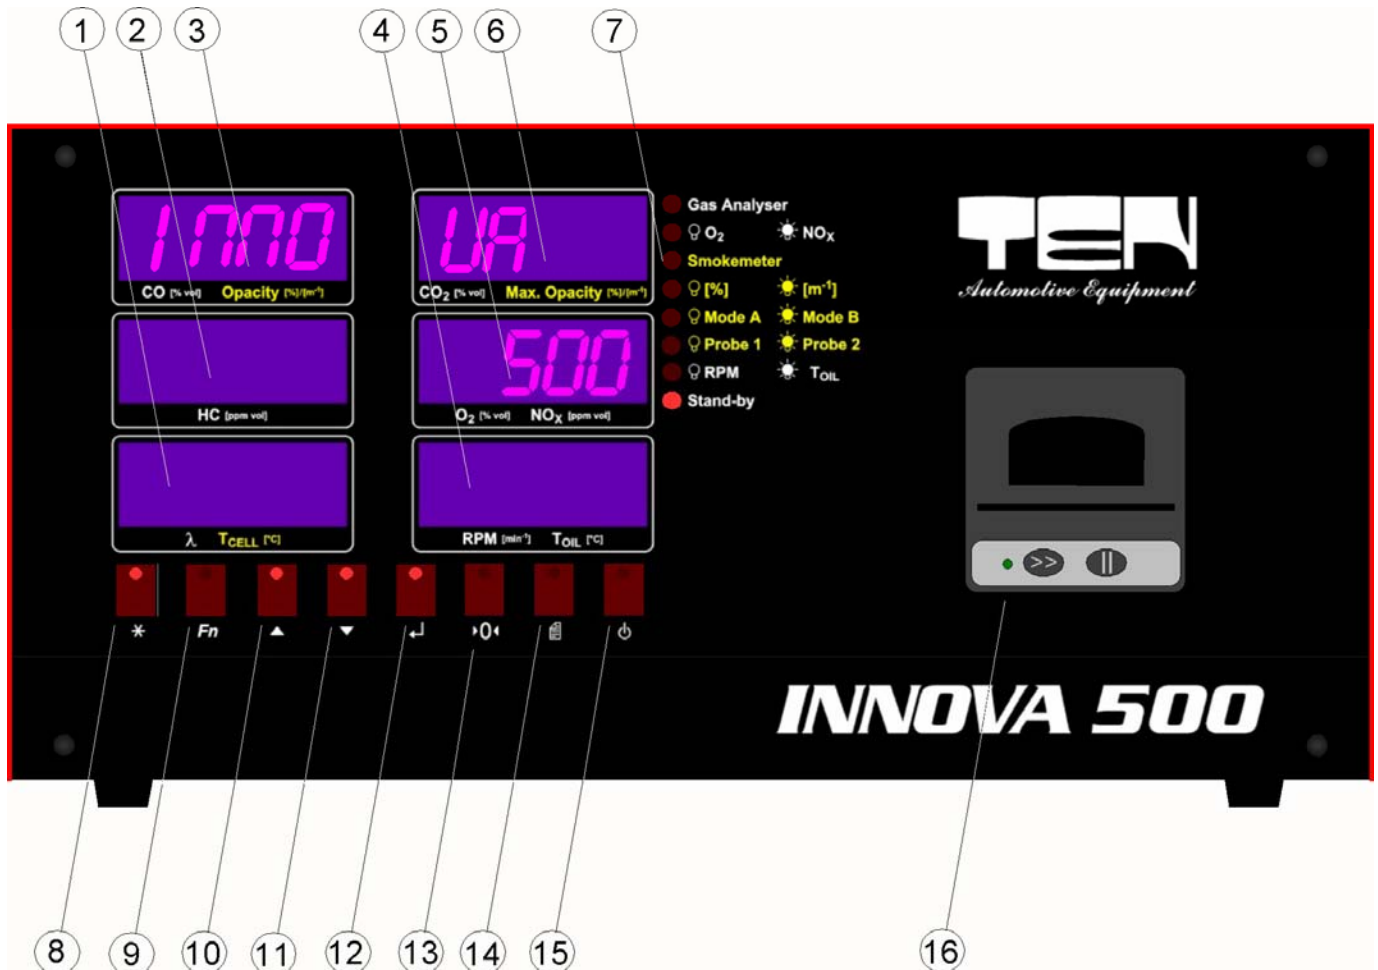 1 2 3 4 5 6 7
INNO UA
CO [% vol] Opacity [%]/[m⁻¹] CO₂ [% vol] Max. Opacity [%]/[m⁻¹]
500
HC [ppm vol] O₂ [% vol] NOₓ [ppm vol]
λ TCELL [°C] RPM [min⁻¹] TOIL [°C]
Gas Analyser
O₂ NOₓ
Smokemeter
[%] [m⁻¹]
Mode A Mode B
Probe 1 Probe 2
RPM TOIL
Stand-by
TEN
Automotive Equipment
Fn 0
INNOVA 500
8 9 10 11 12 13 14 15 16